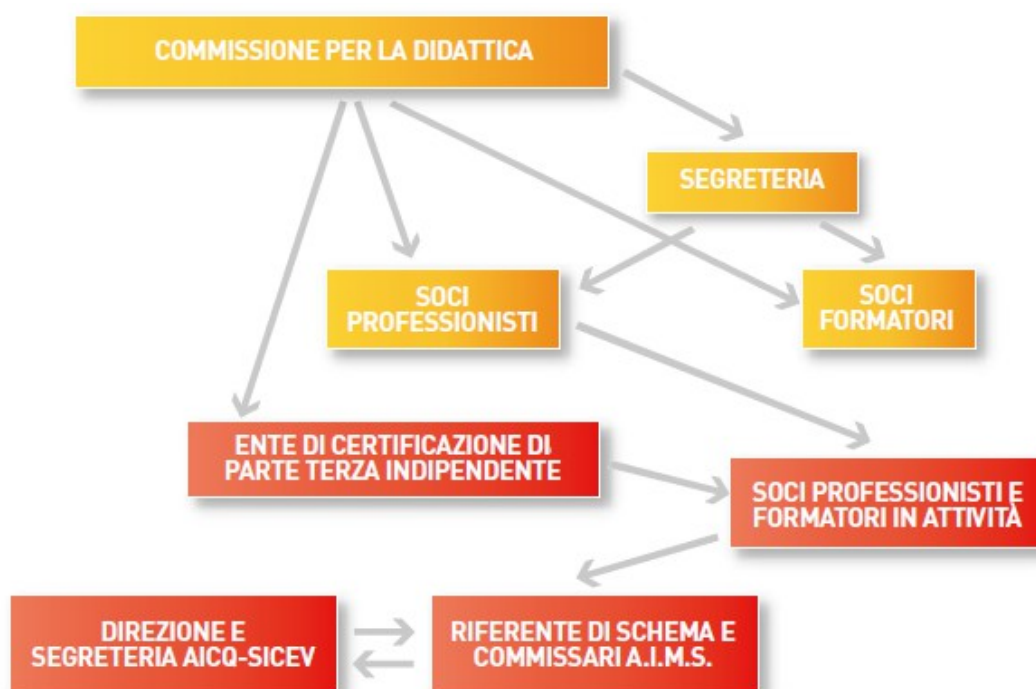 COMMISSIONE PER LA DIDATTICA
SEGRETERIA
SOCI
PROFESSIONISTI
SOCI
FORMATORI
ENTE DI CERTIFICAZIONE DI
PARTE TERZA INDIPENDENTE
SOCI PROFESSIONISTI E
FORMATORI IN ATTIVITÀ
DIREZIONE E
SEGRETERIA AICQ-SICEV
RIFERENTE DI SCHEMA E
COMMISSARI A.I.M.S.